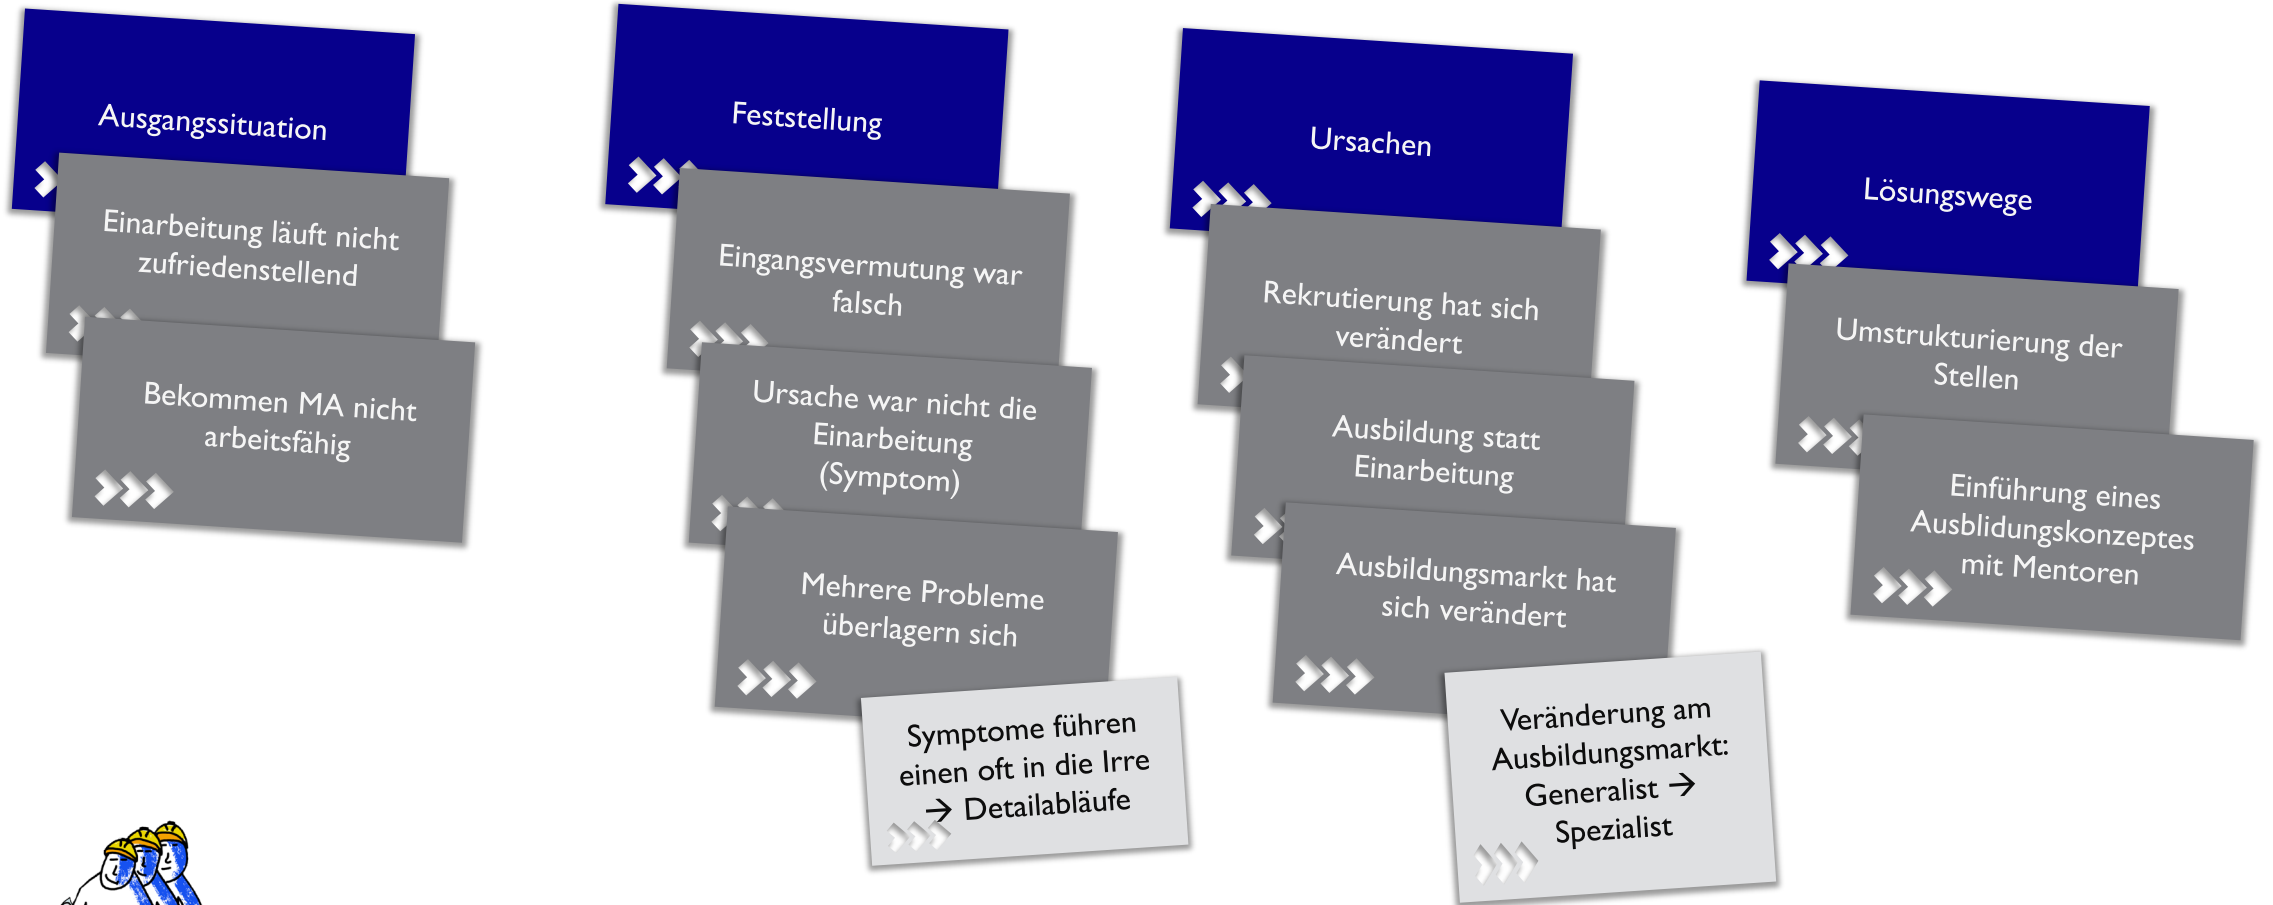 Ausgangssituation
Einarbeitung läuft nicht
zufriedenstellend
Bekommen MA nicht
arbeitsfähig
Feststellung
Eingangsvermutung war
falsch
Ursache war nicht die
Einarbeitung
(Symptom)
Mehrere Probleme
überlagern sich
Symptome führen
einen oft in die Irre
→ Detailabläufe
Ursachen
Rekrutierung hat sich
verändert
Ausbildung statt
Einarbeitung
Ausbildungsmarkt hat
sich verändert
Veränderung am
Ausbildungsmarkt:
Generalist →
Spezialist
Lösungswege
Umstrukturierung der
Stellen
Einführung eines
Ausblidungskonzeptes
mit Mentoren